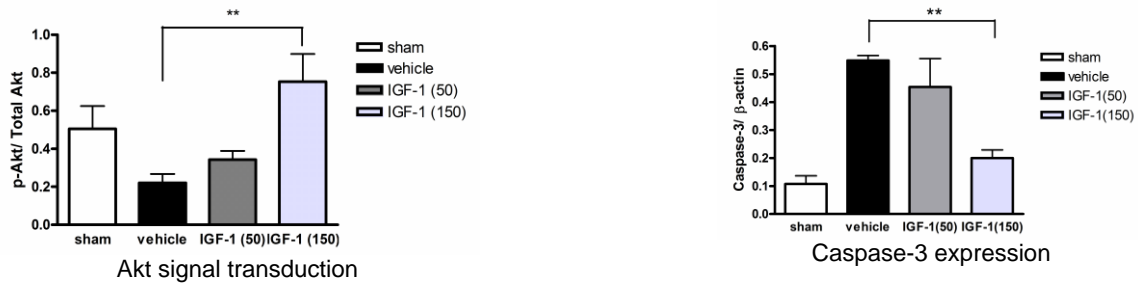 **
p-Akt/ Total Akt
1.0
0.8
0.6
0.4
0.2
0.0
sham
vehicle
IGF-1 (50)
IGF-1 (150)
sham vehicle IGF-1 (50) IGF-1 (150)
Akt signal transduction
**
Caspase-3/ β-actin
0.6
0.5
0.4
0.3
0.2
0.1
0.0
sham
vehicle
IGF-1(50)
IGF-1(150)
sham vehicle IGF-1(50) IGF-1(150)
Caspase-3 expression